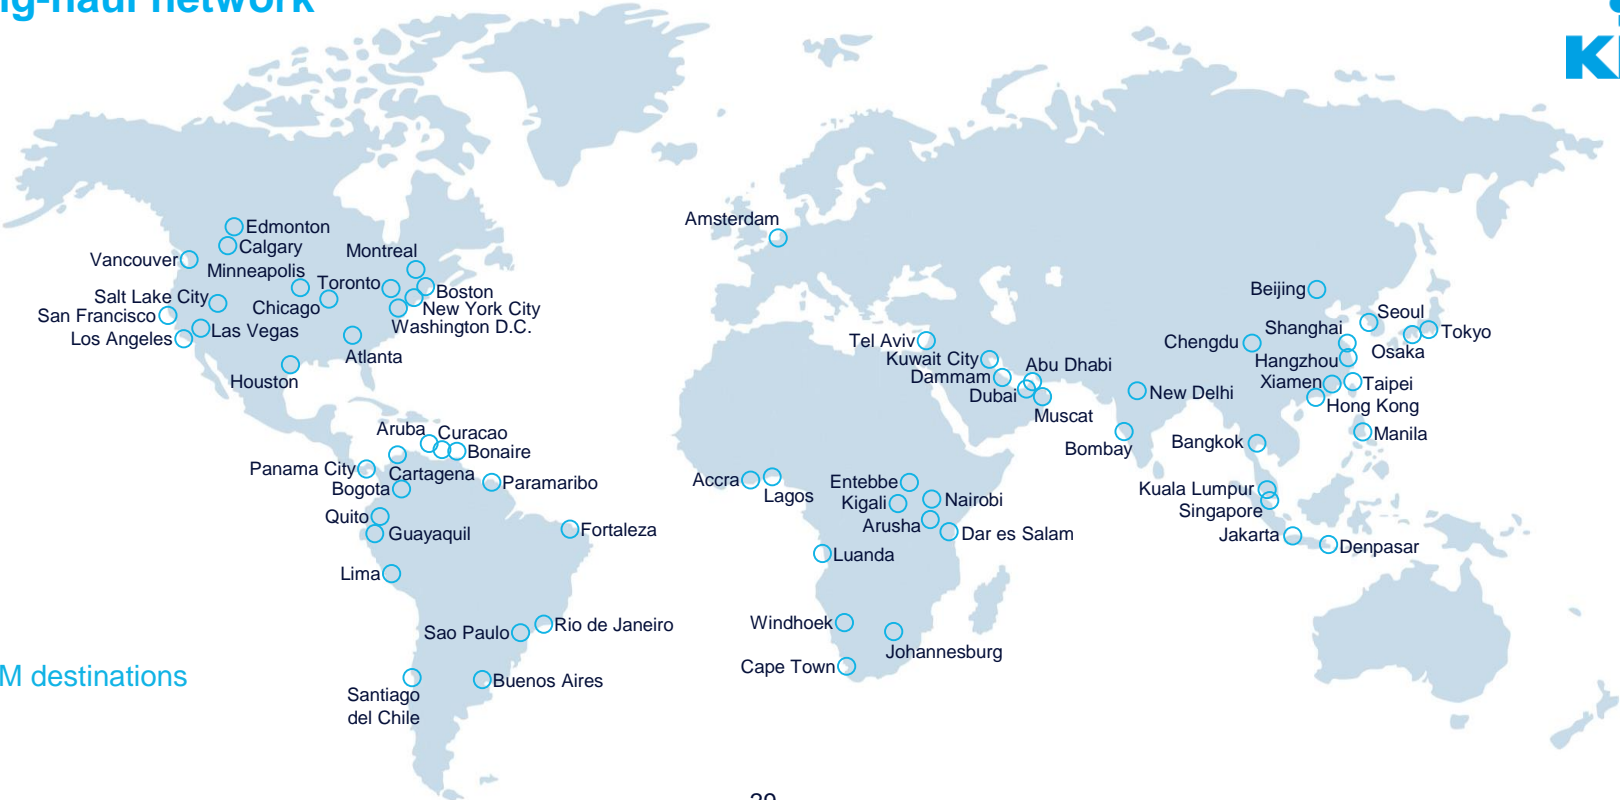 ng-haul network
Edmonton
Calgary
Vancouver
Montreal
Minneapolis
Toronto
Salt Lake City
Chicago
Boston
San Francisco
New York City
Los Angeles
Las Vegas
Washington D.C.
Atlanta
Houston
Aruba
Curacao
Bonaire
Panama City
Cartagena
Bogota
Paramaribo
Quito
Guayaquil
Fortaleza
Lima
Sao Paulo
Rio de Janeiro
Santiago
del Chile
Buenos Aires
M destinations
Amsterdam
Tel Aviv
Kuwait City
Abu Dhabi
Dammam
Dubai
Muscat
Accra
Lagos
Entebbe
Kigali
Nairobi
Arusha
Dar es Salam
Luanda
Windhoek
Johannesburg
Cape Town
Beijing
Seoul
Shanghai
Tokyo
Chengdu
Osaka
Hangzhou
Xiamen
Taipei
New Delhi
Hong Kong
Bombay
Bangkok
Manila
Kuala Lumpur
Singapore
Jakarta
Denpasar